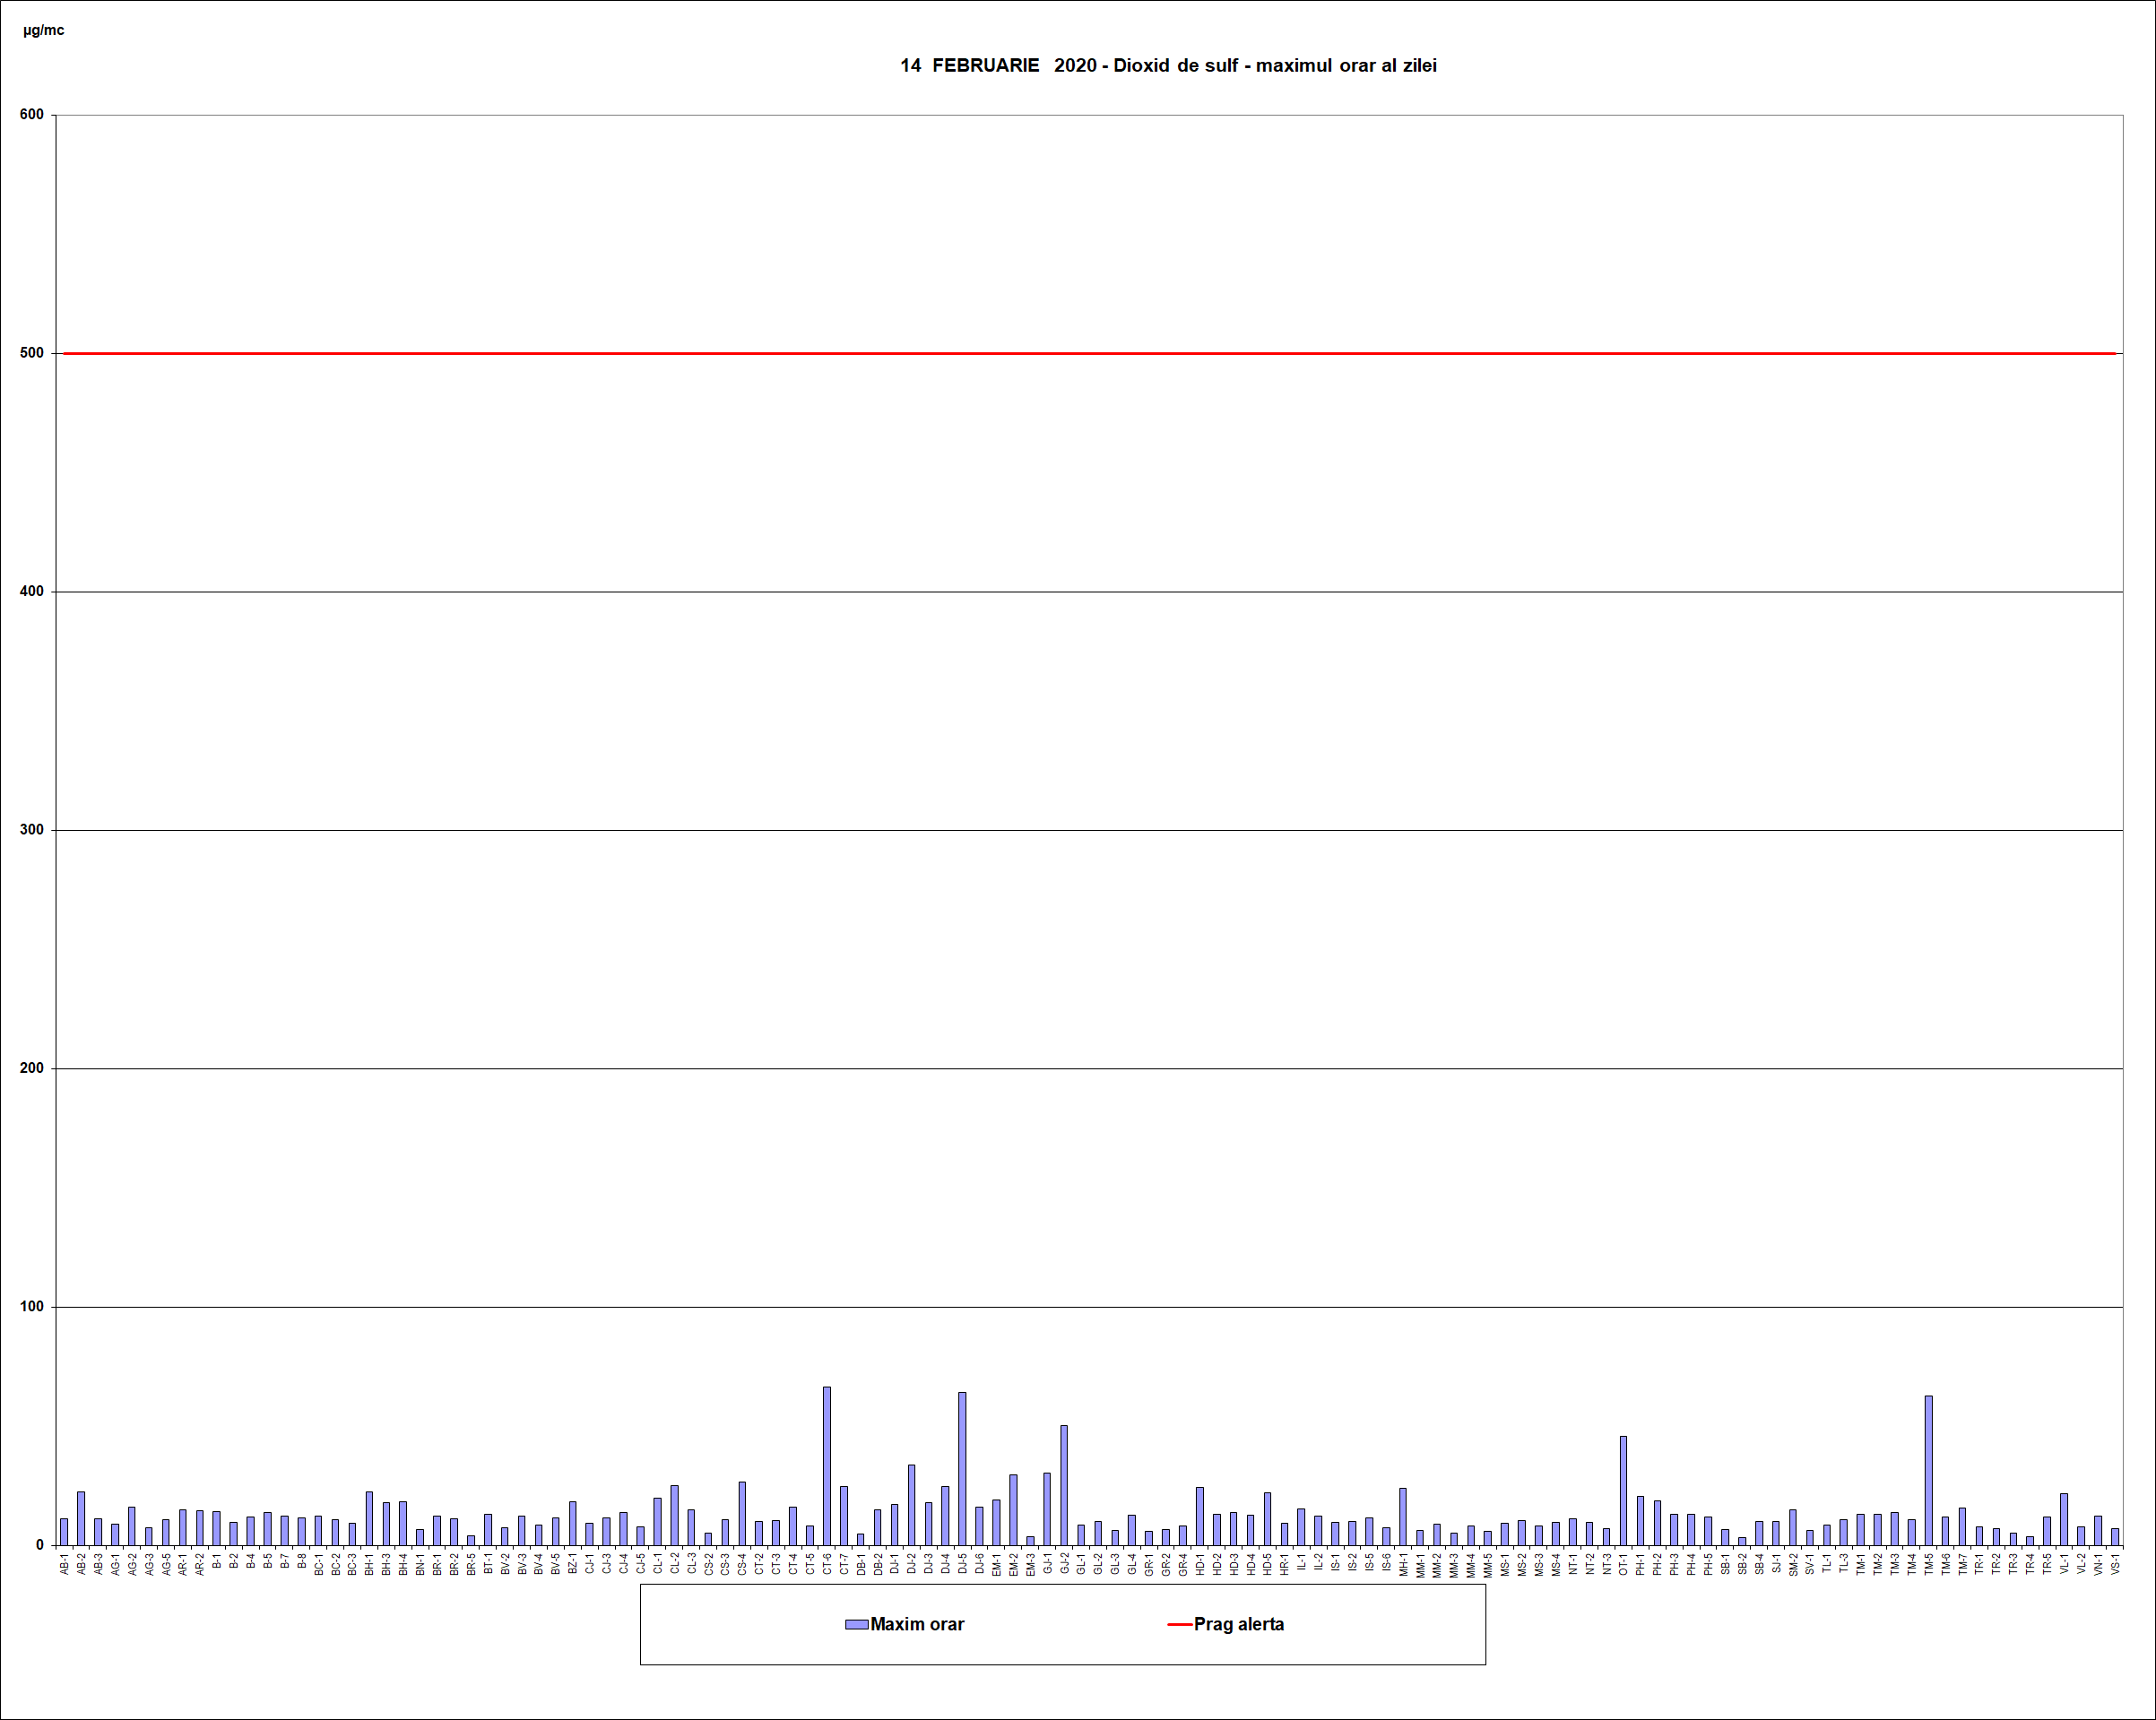 µg/mc
14 FEBRUARIE 2020 - Dioxid de sulf - maximul orar al zilei
600
500
400
300
200
100
0
AB-1 AB-2 AB-3 AG-1 AG-2 AG-3 AG-5 AR-1 AR-2 B-1 B-2 B-4 B-5 B-7 B-8 BC-1 BC-2 BC-3 BH-1 BH-3 BH-4 BN-1 BR-1 BR-2 BR-5 BT-1 BV-2 BV-3 BV-4 BV-5 BZ-1 CJ-1 CJ-3 CJ-4 CJ-5 CL-1 CL-2 CL-3 CS-2 CS-3 CS-4 CT-2 CT-3 CT-4 CT-5 CT-6 CT-7 DB-1 DB-2 DJ-1 DJ-2 DJ-3 DJ-4 DJ-5 DJ-6 EM-1 EM-2 EM-3 GJ-1 GJ-2 GL-1 GL-2 GL-3 GL-4 GR-1 GR-2 GR-4 HD-1 HD-2 HD-3 HD-4 HD-5 HR-1 IL-1 IL-2 IS-1 IS-2 IS-5 IS-6 MH-1 MM-1 MM-2 MM-3 MM-4 MM-5 MS-1 MS-2 MS-3 MS-4 NT-1 NT-2 NT-3 OT-1 PH-1 PH-2 PH-3 PH-4 PH-5 SB-1 SB-2 SB-4 SJ-1 SM-2 SV-1 TL-1 TL-3 TM-1 TM-2 TM-3 TM-4 TM-5 TM-6 TM-7 TR-1 TR-2 TR-3 TR-4 TR-5 VL-1 VL-2 VN-1 VS-1
Maxim orar Prag alerta